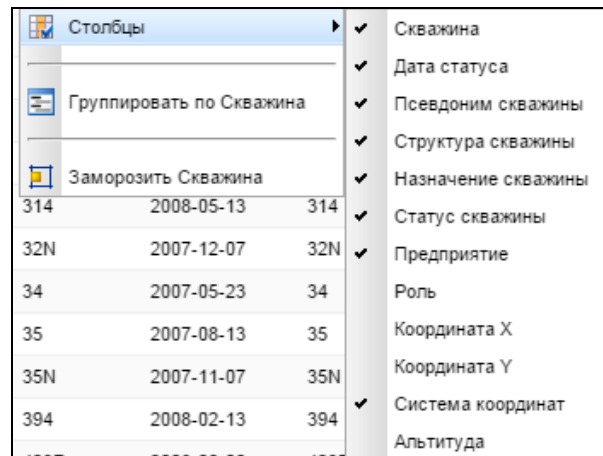 Столбцы
Группировать по Скважина
Заморозить Скважина
314 2008-05-13 314
32N 2007-12-07 32N
34 2007-05-23 34
35 2007-08-13 35
35N 2007-11-07 35N
394 2008-02-13 394
Скважина
Дата статуса
Псевдоним скважины
Структура скважины
Назначение скважины
Статус скважины
Предприятие
Роль
Координата X
Координата Y
Система координат
Альтитуда